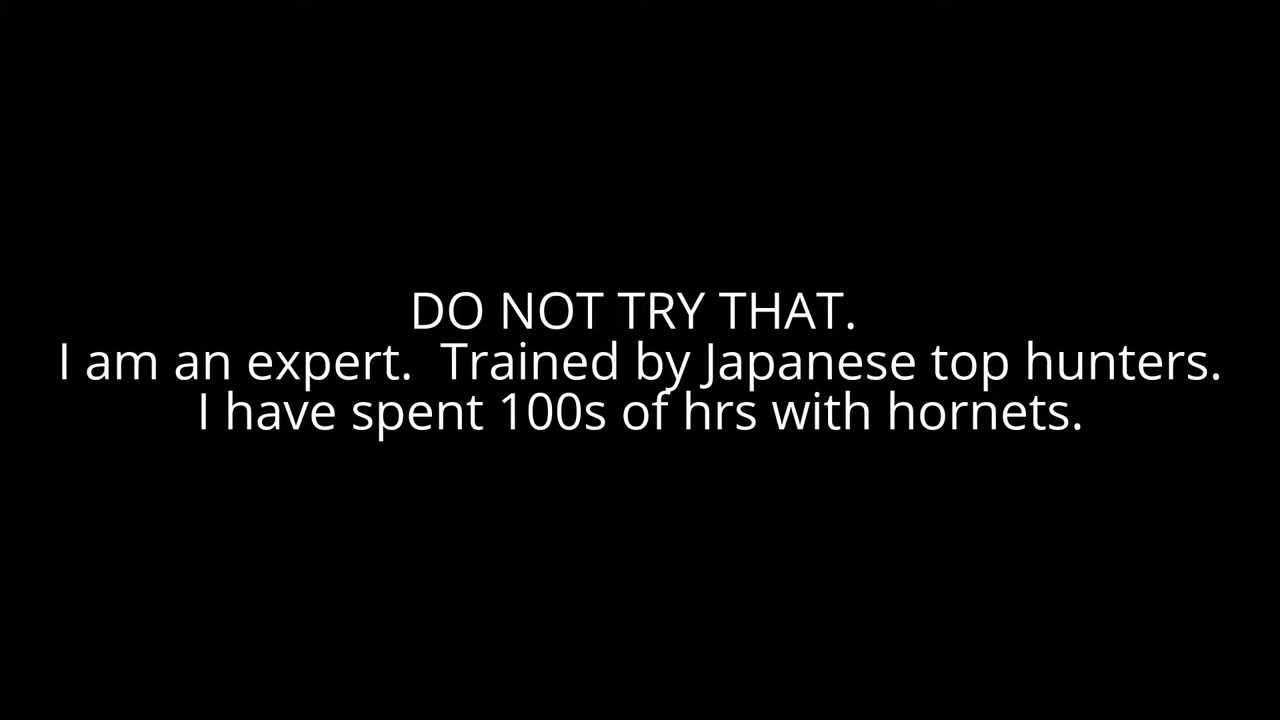 DO NOT TRY THAT.
I am an expert.  Trained by Japanese top hunters.
I have spent 100s of hrs with hornets.